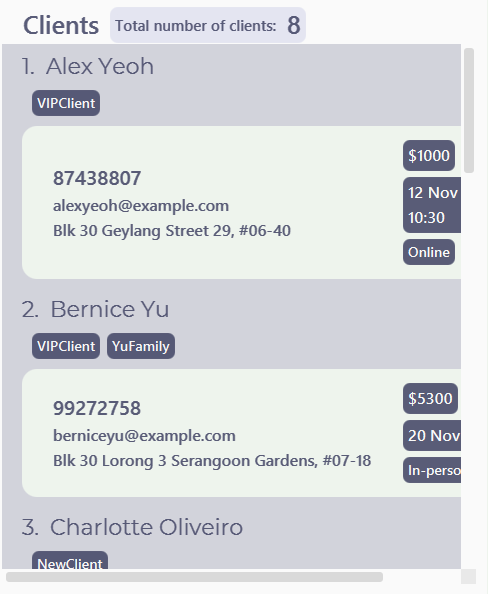 Clients Total number of clients: 8
1. Alex Yeoh
VIPClient
$1000
87438807
12 Nov
alexyeoh@example.com
10:30
Blk 30 Geylang Street 29, #06-40
Online
2. Bernice Yu
VIPClient YuFamily
$5300
99272758
berniceyu@example.com
20 Nov
Blk 30 Lorong 3 Serangoon Gardens, #07-18
In-perso
3. Charlotte Oliveiro
NewClient